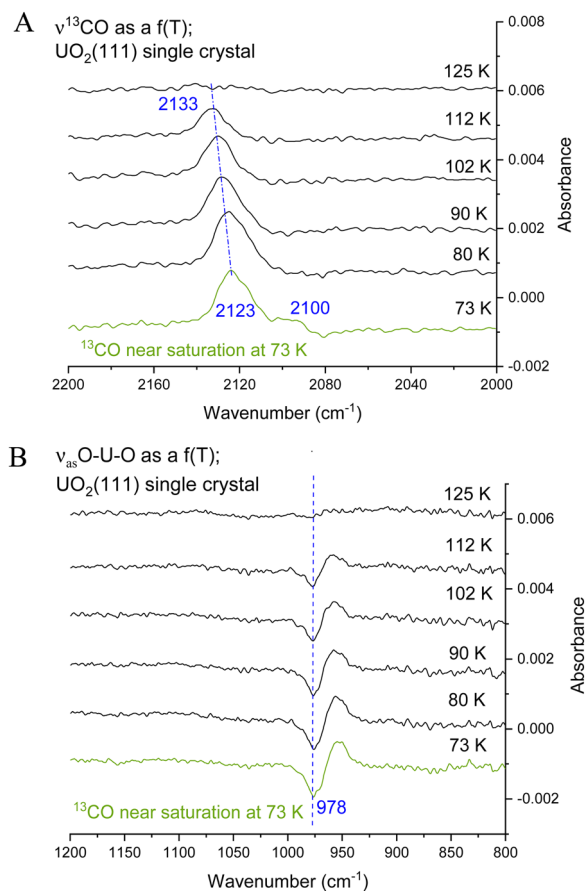 A
ν¹³CO as a f(T);
UO₂(111) single crystal
0.008
125 K
0.006
2133
112 K
0.004
102 K
Absorbance
90 K
0.002
80 K
0.000
2123
2100
73 K
¹³CO near saturation at 73 K
-0.002
2200
2160
2120
2080
2040
2000
Wavenumber (cm⁻¹)
B
νₐₛO-U-O as a f(T);
UO₂(111) single crystal
125 K
0.006
112 K
0.004
102 K
Absorbance
90 K
0.002
80 K
0.000
73 K
¹³CO near saturation at 73 K
978
-0.002
1200
1150
1100
1050
1000
950
900
850
800
Wavenumber (cm⁻¹)